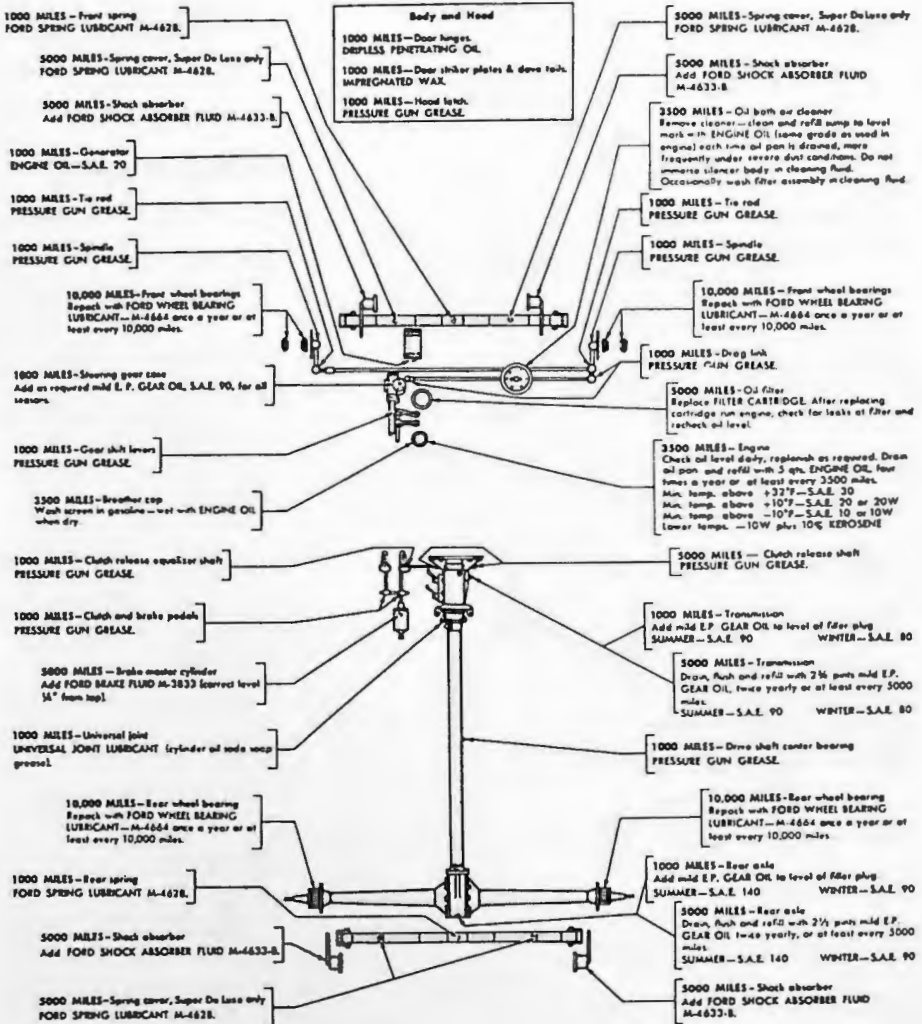 1000 MILES—Front spring
FORD SPRING LUBRICANT M-4628.
5000 MILES—Spring cover, Super De Luxe only
FORD SPRING LUBRICANT M-4628.
5000 MILES—Shock absorber
Add FORD SHOCK ABSORBER FLUID M-4633-B.
1000 MILES—Generator
ENGINE OIL—S.A.E. 20
1000 MILES—Tie rod
PRESSURE GUN GREASE.
1000 MILES—Spindle
PRESSURE GUN GREASE.
10,000 MILES—Front wheel bearings
Repack with FORD WHEEL BEARING
LUBRICANT—M-4664 once a year or at
least every 10,000 miles.
1000 MILES—Steering gear case
Add as required mild E. P. GEAR OIL, S.A.E. 90, for all
seasons.
1000 MILES—Gear shift levers
PRESSURE GUN GREASE.
3500 MILES—Breather cap
Wash screen in gasoline—wet with ENGINE OIL
when dry.
Body and Hood
1000 MILES—Door hinges.
DRIPLESS PENETRATING OIL.
1000 MILES—Door striker plates & dove tails.
IMPREGNATED WAX.
1000 MILES—Hood latch.
PRESSURE GUN GREASE.
5000 MILES—Spring cover, Super De Luxe only
FORD SPRING LUBRICANT M-4628.
5000 MILES—Shock absorber
Add FORD SHOCK ABSORBER FLUID
M-4633-B.
3500 MILES—Oil bath air cleaner
Remove cleaner—clean and refill sump to level
mark with ENGINE OIL (same grade as used in
engine) each time oil pan is drained, more
frequently under severe dust conditions. Do not
immerse silencer body in cleaning fluid.
Occasionally wash filter assembly in cleaning fluid.
1000 MILES—Tie rod
PRESSURE GUN GREASE.
1000 MILES—Spindle
PRESSURE GUN GREASE.
10,000 MILES—Front wheel bearings
Repack with FORD WHEEL BEARING
LUBRICANT—M-4664 once a year or at
least every 10,000 miles.
1000 MILES—Drag link
PRESSURE GUN GREASE.
5000 MILES—Oil filter
Replace FILTER CARTRIDGE. After replacing
cartridge run engine, check for leaks at filter and
recheck oil level.
3500 MILES—Engine
Check oil level daily, replenish as required. Drain
oil pan and refill with 5 qts. ENGINE OIL, four
times a year or at least every 3500 miles.
Min. temp. above +32°F—S.A.E. 30
Min. temp. above +10°F—S.A.E. 20 or 20W
Min. temp. above −10°F—S.A.E. 10 or 10W
Lower temps. —10W plus 10% KEROSENE
1000 MILES—Clutch release equalizer shaft
PRESSURE GUN GREASE.
1000 MILES—Clutch and brake pedals
PRESSURE GUN GREASE.
5000 MILES—Brake master cylinder
Add FORD BRAKE FLUID M-3833 (correct level
¼" from top).
1000 MILES—Universal joint
UNIVERSAL JOINT LUBRICANT (cylinder oil soda soap
grease).
10,000 MILES—Rear wheel bearing
Repack with FORD WHEEL BEARING
LUBRICANT—M-4664 once a year or at
least every 10,000 miles.
1000 MILES—Rear spring
FORD SPRING LUBRICANT M-4628.
5000 MILES—Shock absorber
Add FORD SHOCK ABSORBER FLUID M-4633-B.
5000 MILES—Spring cover, Super De Luxe only
FORD SPRING LUBRICANT M-4628.
5000 MILES — Clutch release shaft
PRESSURE GUN GREASE.
1000 MILES—Transmission
Add mild E.P. GEAR OIL to level of filler plug
SUMMER—S.A.E. 90 WINTER—S.A.E. 80
5000 MILES—Transmission
Drain, flush and refill with 2¾ pints mild E.P.
GEAR OIL, twice yearly or at least every 5000
miles.
SUMMER—S.A.E. 90 WINTER—S.A.E. 80
1000 MILES—Drive shaft center bearing
PRESSURE GUN GREASE.
10,000 MILES—Rear wheel bearing
Repack with FORD WHEEL BEARING
LUBRICANT—M-4664 once a year or at
least every 10,000 miles.
1000 MILES—Rear axle
Add mild E.P. GEAR OIL to level of filler plug.
SUMMER—S.A.E. 140 WINTER—S.A.E. 90
5000 MILES—Rear axle
Drain, flush and refill with 2½ pints mild E.P.
GEAR OIL twice yearly, or at least every 5000
miles.
SUMMER—S.A.E. 140 WINTER—S.A.E. 90
5000 MILES—Shock absorber
Add FORD SHOCK ABSORBER FLUID
M-4633-B.